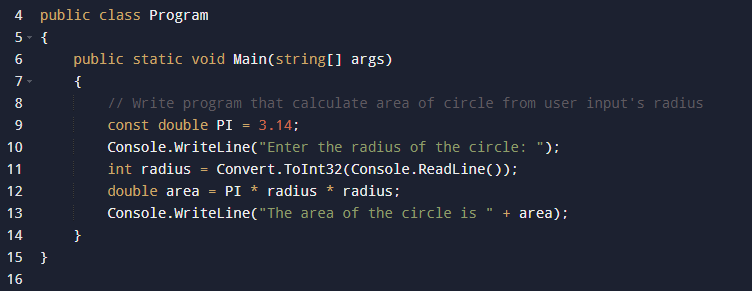 4 public class Program
5 {
6     public static void Main(string[] args)
7     {
8         // Write program that calculate area of circle from user input's radius
9         const double PI = 3.14;
10         Console.WriteLine("Enter the radius of the circle: ");
11         int radius = Convert.ToInt32(Console.ReadLine());
12         double area = PI * radius * radius;
13         Console.WriteLine("The area of the circle is " + area);
14     }
15 }
16